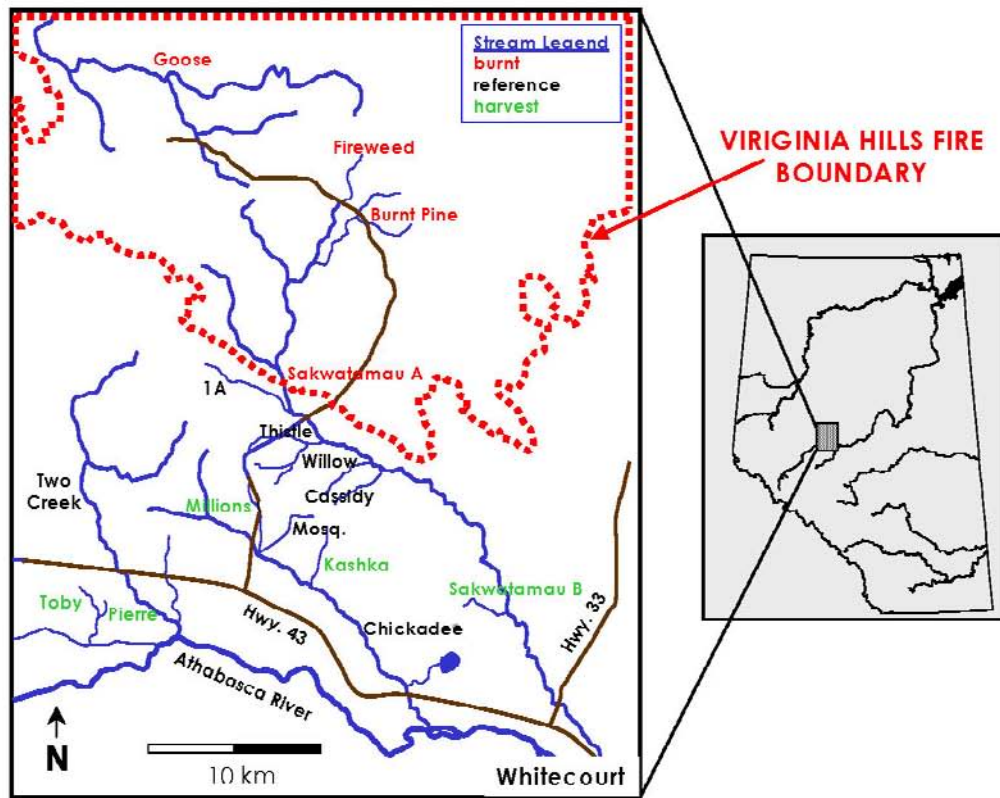 Goose
Stream Legend
burnt
reference
harvest
Fireweed
Burnt Pine
VIRIGINIA HILLS FIRE
BOUNDARY
Sakwatamau A
1A
Thistle
Willow
Cassidy
Two
Creek
Millions
Mosq.
Kashka
Sakwatamau B
Toby
Pierre
Hwy. 43
Chickadee
Hwy. 33
Athabasca River
N
10 km
Whitecourt